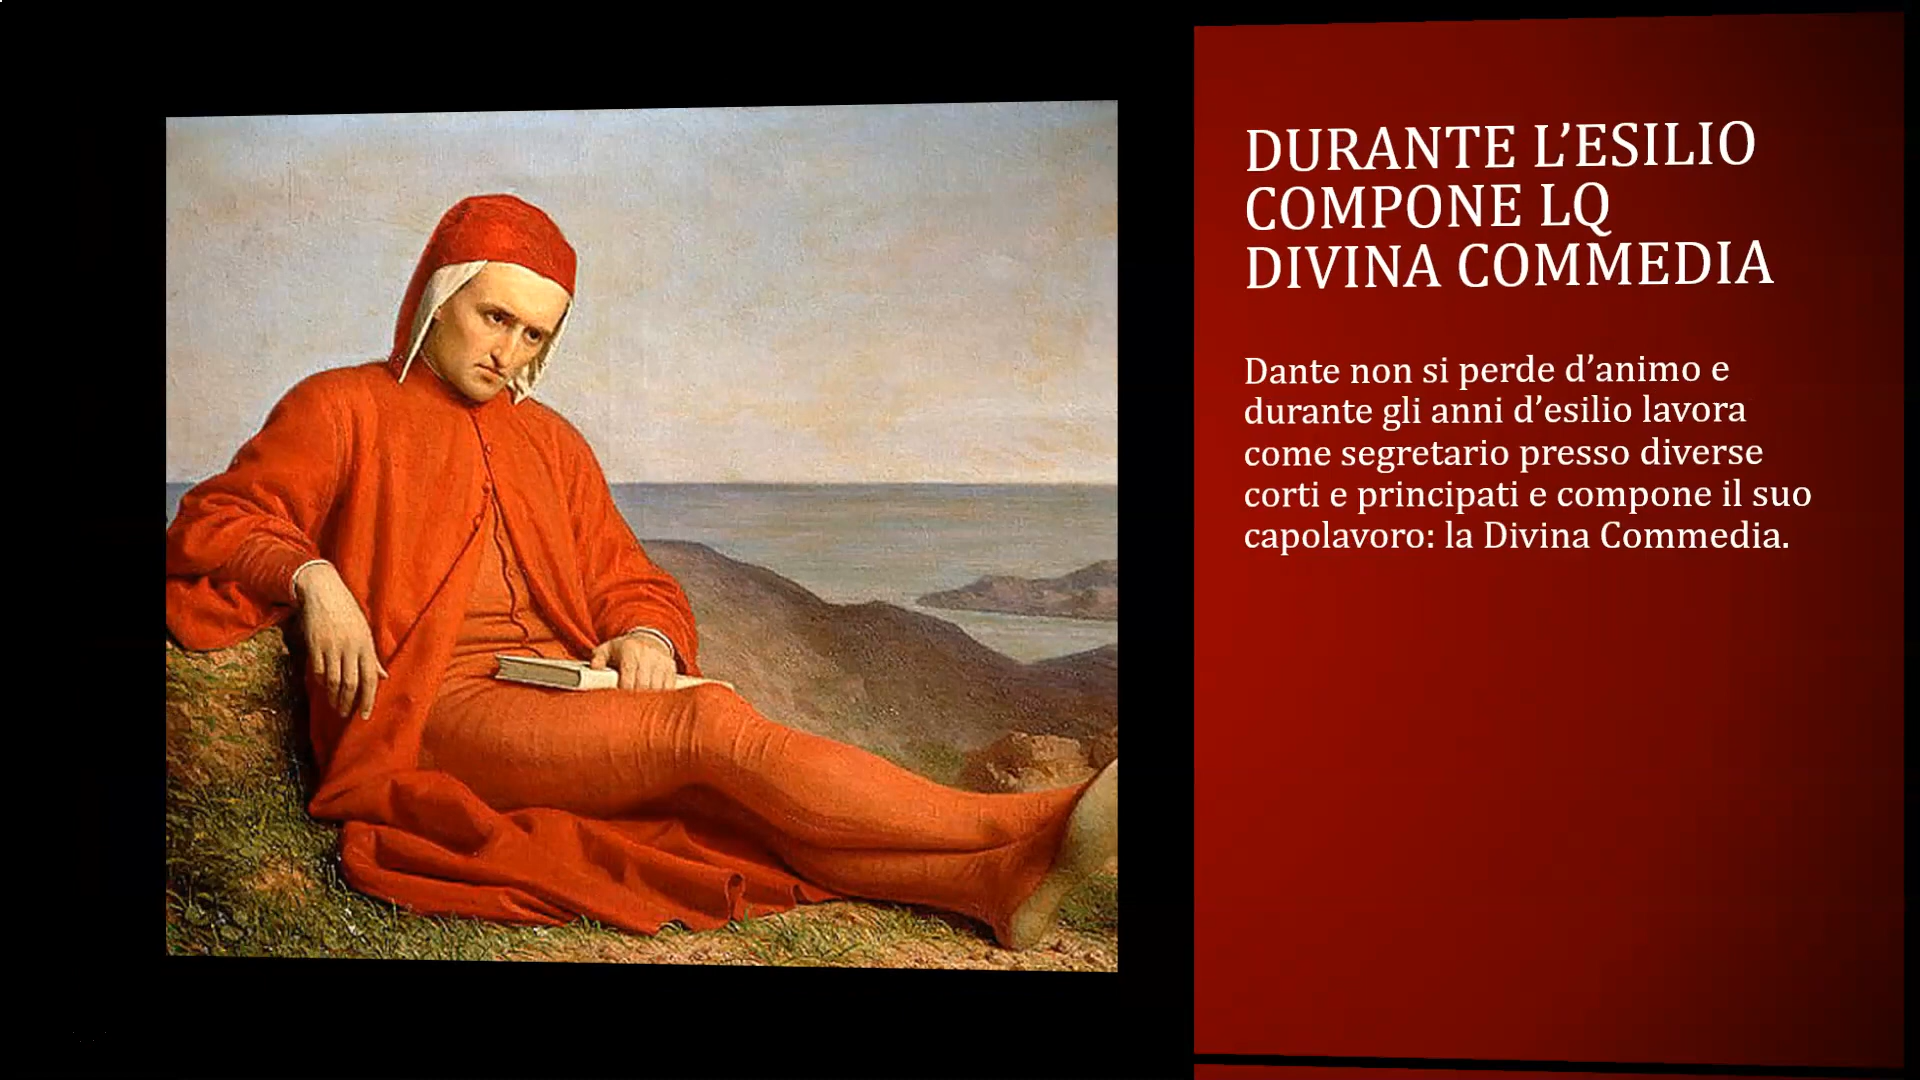 DURANTE L’ESILIO
COMPONE LQ
DIVINA COMMEDIA
Dante non si perde d’animo e
durante gli anni d’esilio lavora
come segretario presso diverse
corti e principati e compone il suo
capolavoro: la Divina Commedia.